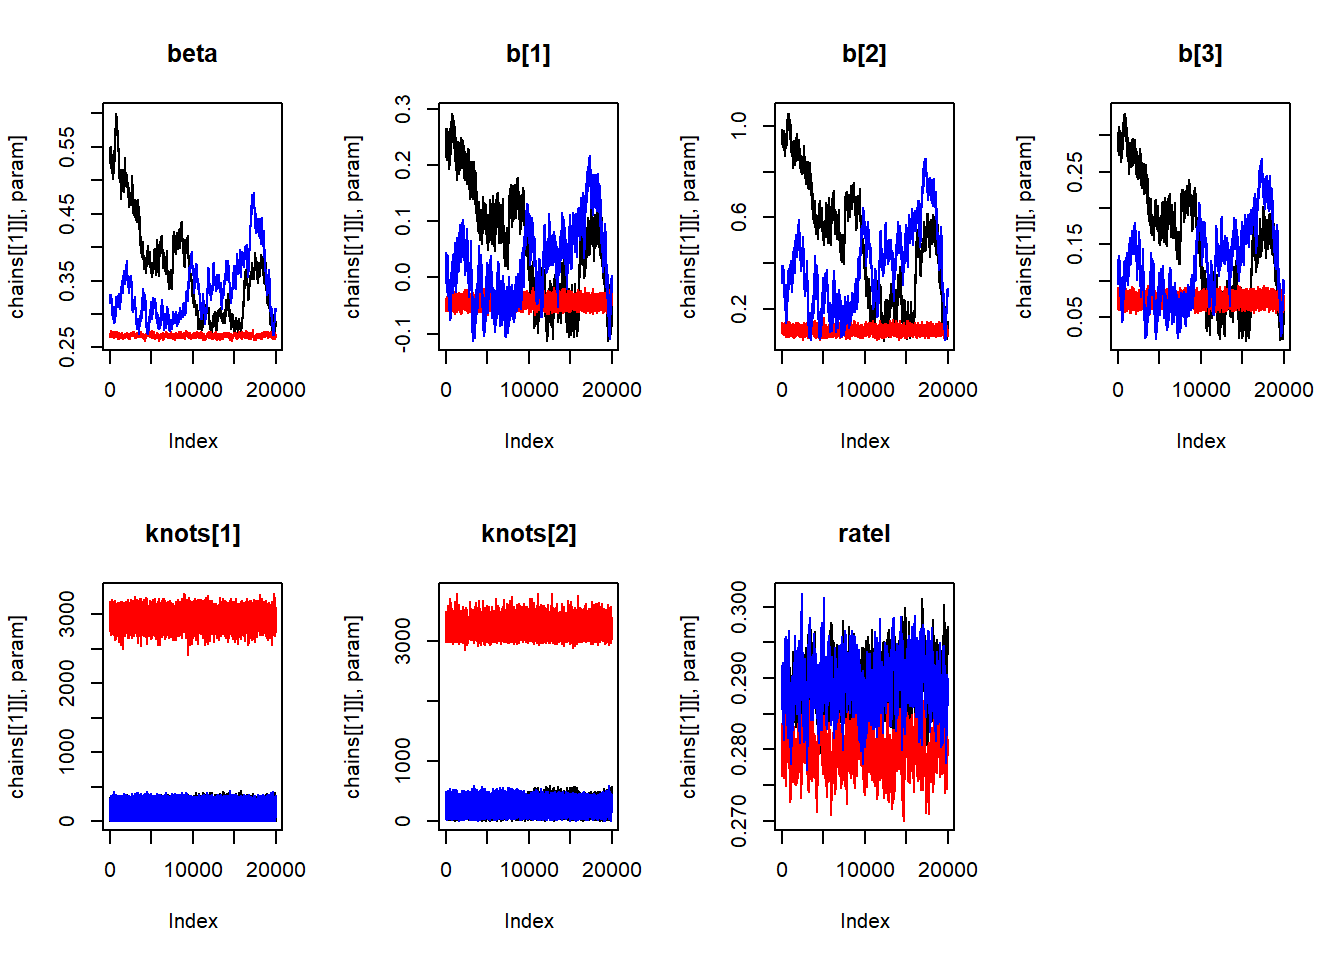 beta
b[1]
b[2]
b[3]
chains[[1]][, param]
0.25 0.35 0.45 0.55
0 10000 20000
Index
chains[[1]][, param]
-0.1 0.0 0.1 0.2 0.3
0 10000 20000
Index
chains[[1]][, param]
0.2 0.6 1.0
0 10000 20000
Index
chains[[1]][, param]
0.05 0.15 0.25
0 10000 20000
Index
knots[1]
knots[2]
ratel
chains[[1]][, param]
0 1000 2000 3000
0 10000 20000
Index
chains[[1]][, param]
0 1000 3000
0 10000 20000
Index
chains[[1]][, param]
0.270 0.280 0.290 0.300
0 10000 20000
Index